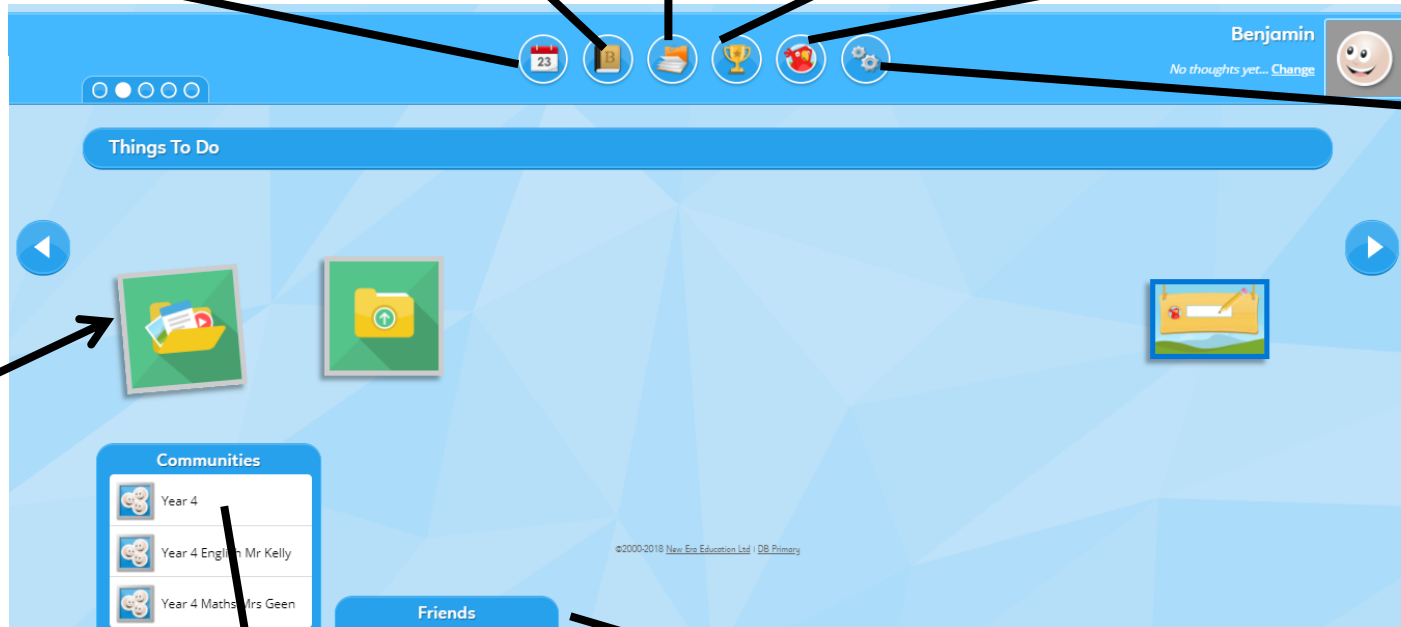 23
B
Benjamin
No thoughts yet... Change
Things To Do
Communities
Year 4
Year 4 English Mr Kelly
Year 4 Maths Mrs Geen
©2000-2018 New Era Education Ltd | DB Primary
Friends